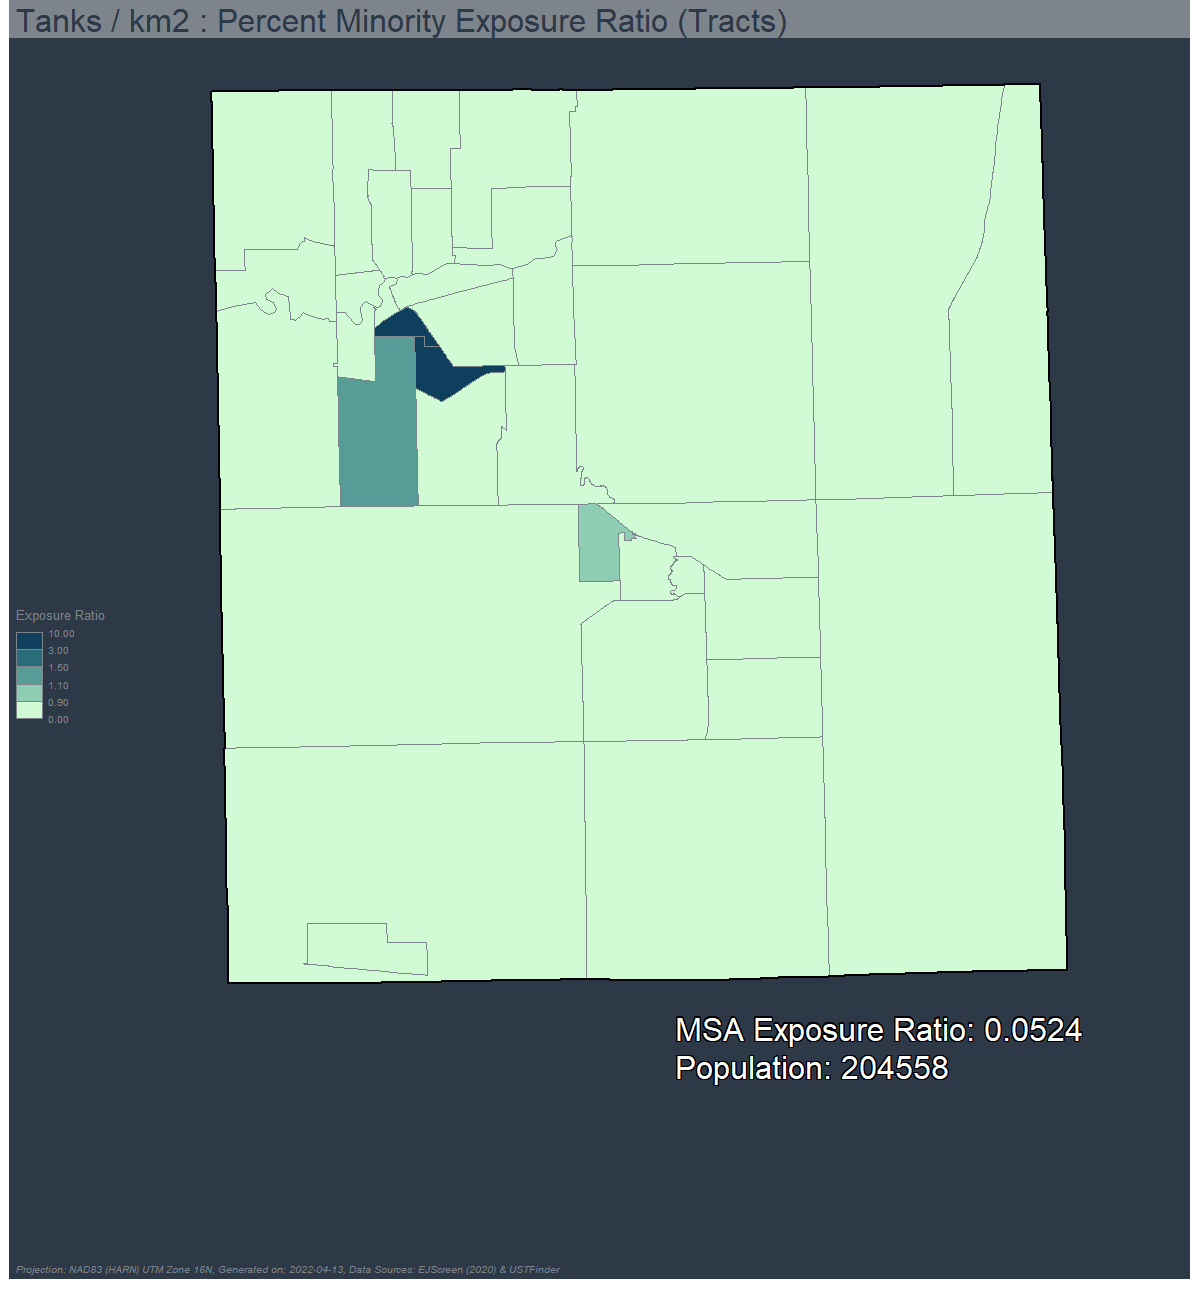 Tanks / km2 : Percent Minority Exposure Ratio (Tracts)
Exposure Ratio
10.00
3.00
1.50
1.10
0.90
0.00
MSA Exposure Ratio: 0.0524
Population: 204558
Projection: NAD83 (HARN) UTM Zone 16N, Generated on: 2022-04-13, Data Sources: EJScreen (2020) & USTFinder